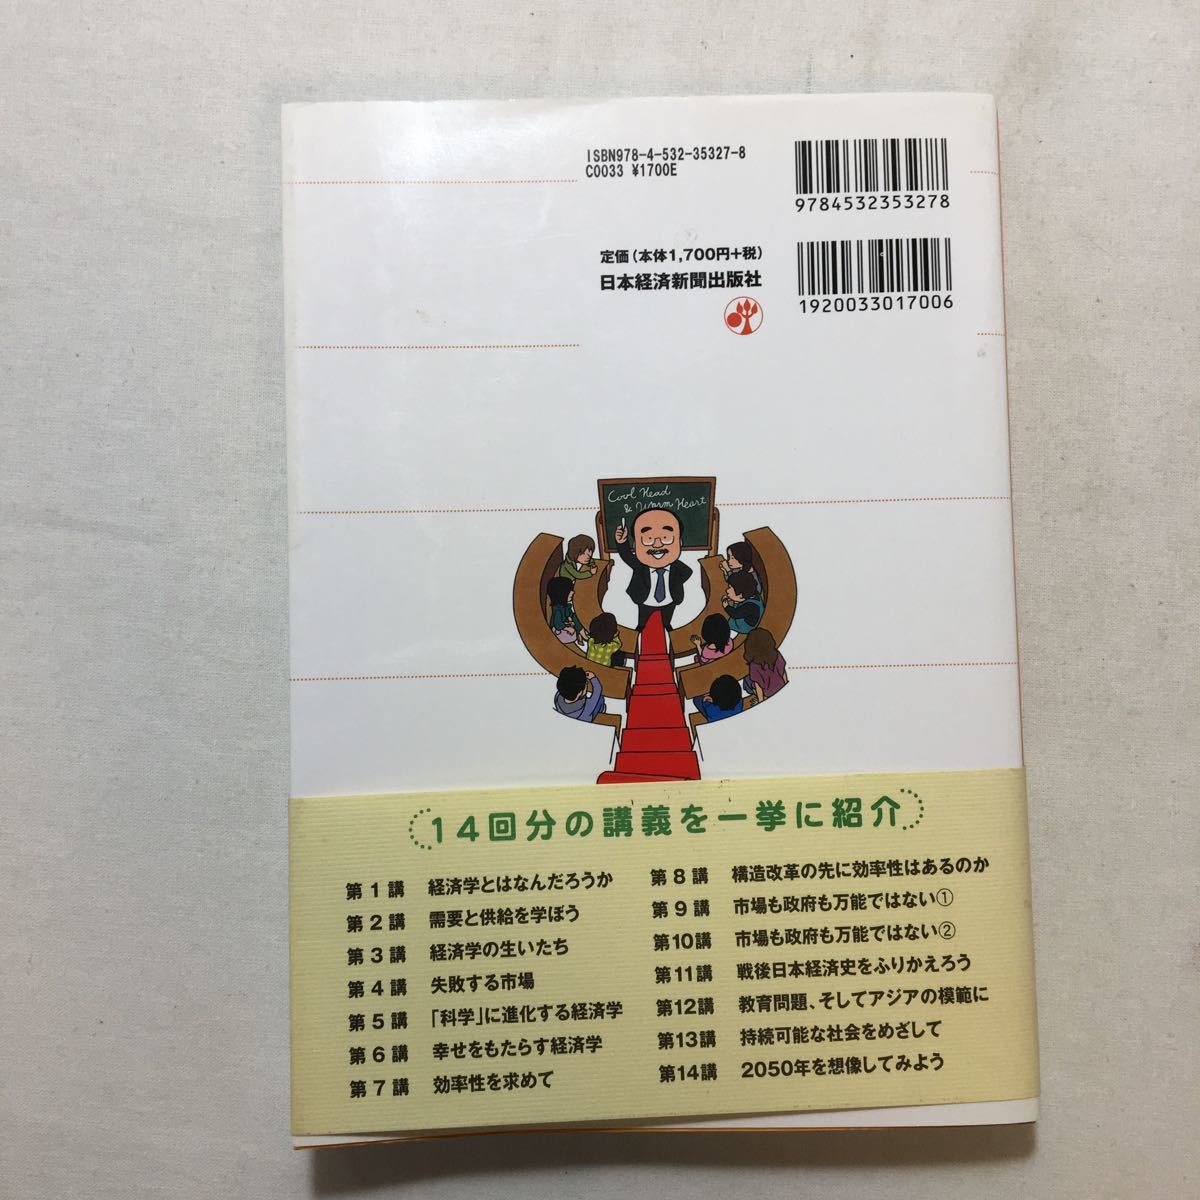 ISBN978-4-532-35327-8
C0033 ¥1700E
9784532353278
定価(本体1,700円+税)
日本経済新聞出版社
1920033017006
Cool Head
& Warm Heart
14回分の講義を一挙に紹介
第1講 経済学とはなんだろうか
第2講 需要と供給を学ぼう
第3講 経済学の生いたち
第4講 失敗する市場
第5講 「科学」に進化する経済学
第6講 幸せをもたらす経済学
第7講 効率性を求めて
第8講 構造改革の先に効率性はあるのか
第9講 市場も政府も万能ではない①
第10講 市場も政府も万能ではない②
第11講 戦後日本経済史をふりかえろう
第12講 教育問題、そしてアジアの模範に
第13講 持続可能な社会をめざして
第14講 2050年を想像してみよう